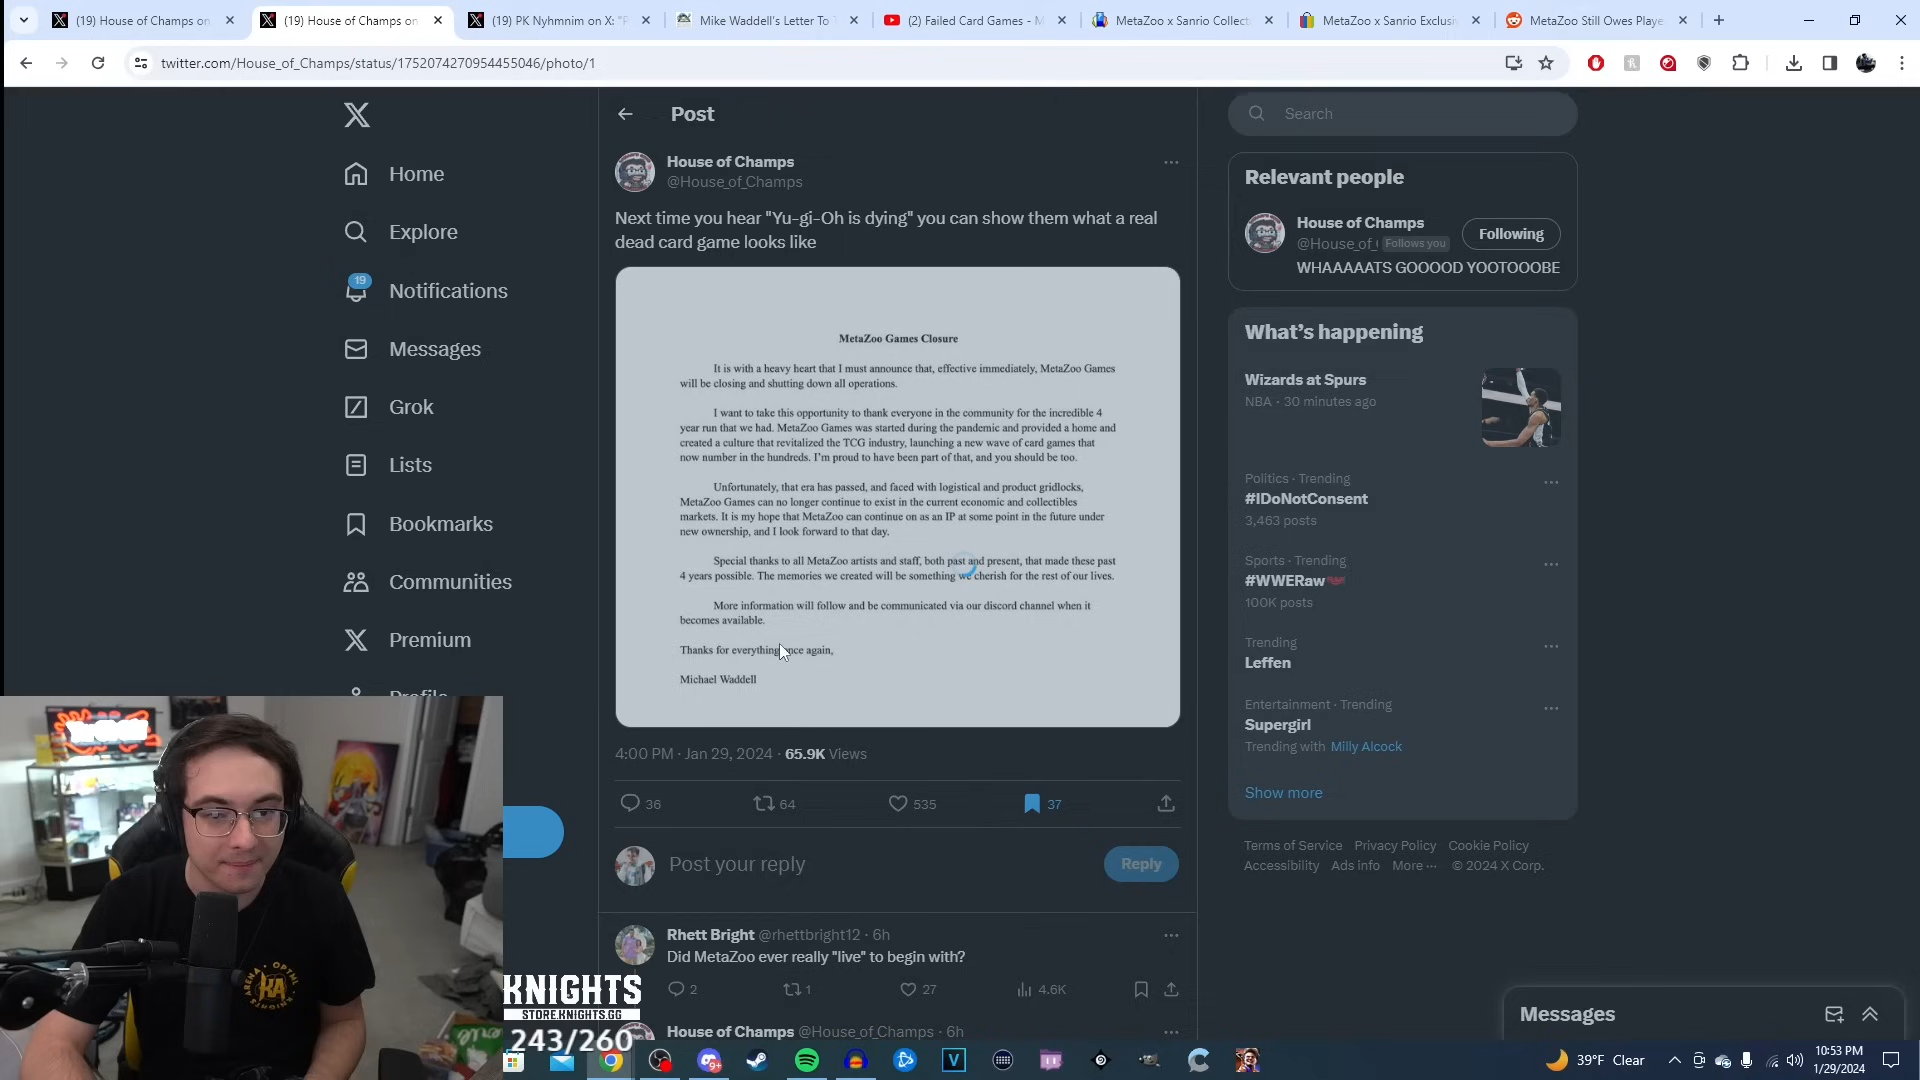 (19) House of Champs on
(19) House of Champs on
(19) PK Nyhmnim on X: "F
Mike Waddell's Letter To
(2) Failed Card Games - M
MetaZoo x Sanrio Collect
MetaZoo x Sanrio Exclusiv
MetaZoo Still Owes Playe
twitter.com/House_of_Champs/status/1752074270954455046/photo/1
Post
Search
Home
Explore
19
Notifications
Messages
Grok
Lists
Bookmarks
Communities
Premium
Profile
House of Champs
@House_of_Champs
Next time you hear "Yu-gi-Oh is dying" you can show them what a real
dead card game looks like
MetaZoo Games Closure
It is with a heavy heart that I must announce that, effective immediately, MetaZoo Games
will be closing and shutting down all operations.
I want to take this opportunity to thank everyone in the community for the incredible 4
year run that we had. MetaZoo Games was started during the pandemic and provided a home and
created a culture that revitalized the TCG industry, launching a new wave of card games that
now number in the hundreds. I'm proud to have been part of that, and you should be too.
Unfortunately, that era has passed, and faced with logistical and product gridlocks,
MetaZoo Games can no longer continue to exist in the current economic and collectibles
markets. It is my hope that MetaZoo can continue on as an IP at some point in the future under
new ownership, and I look forward to that day.
Special thanks to all MetaZoo artists and staff, both past and present, that made these past
4 years possible. The memories we created will be something we cherish for the rest of our lives.
More information will follow and be communicated via our discord channel when it
becomes available.
Thanks for everything once again,
Michael Waddell
4:00 PM · Jan 29, 2024 · 65.9K Views
36 64 535 37
Post your reply
Reply
Rhett Bright @rhettbright12 · 6h
Did MetaZoo ever really "live" to begin with?
2 1 27 4.6K
House of Champs @House_of_Champs · 6h
Relevant people
House of Champs
@House_of_ Follows you
Following
WHAAAAATS GOOOOD YOOTOOOBE
What's happening
Wizards at Spurs
NBA · 30 minutes ago
Politics · Trending
#IDoNotConsent
3,463 posts
Sports · Trending
#WWERaw
100K posts
Trending
Leffen
Entertainment · Trending
Supergirl
Trending with Milly Alcock
Show more
Terms of Service Privacy Policy Cookie Policy
Accessibility Ads info More ··· © 2024 X Corp.
Messages
KNIGHTS
STORE.KNIGHTS.GG
243/260
39°F Clear
10:53 PM
1/29/2024